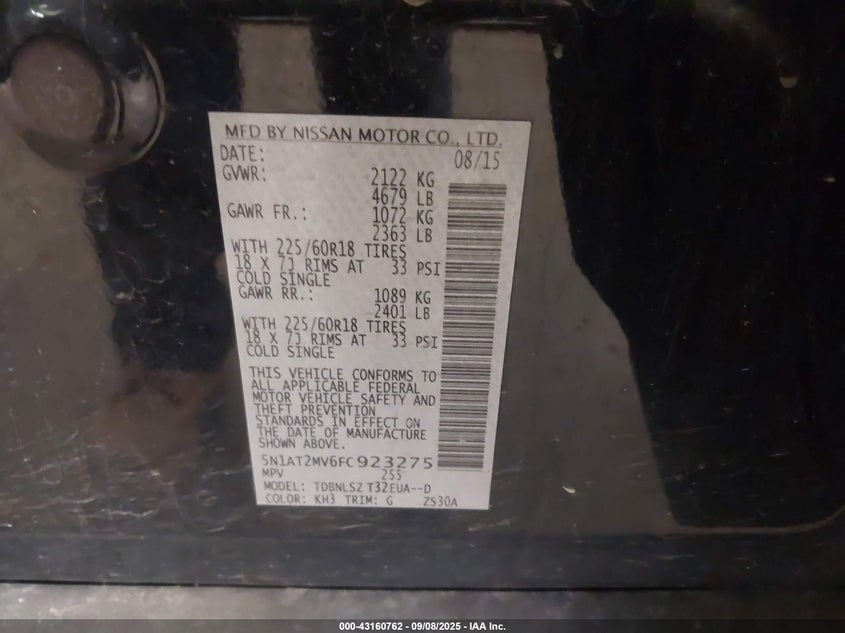 MFD BY NISSAN MOTOR CO., LTD.
DATE: 08/15
GVWR: 2122 KG
4679 LB
GAWR FR.: 1072 KG
2363 LB
WITH 225/60R18 TIRES
18 X 7J RIMS AT 33 PSI
COLD SINGLE
GAWR RR.: 1089 KG
2401 LB
WITH 225/60R18 TIRES
18 X 7J RIMS AT 33 PSI
COLD SINGLE
THIS VEHICLE CONFORMS TO
ALL APPLICABLE FEDERAL
MOTOR VEHICLE SAFETY AND
THEFT PREVENTION
STANDARDS IN EFFECT ON
THE DATE OF MANUFACTURE
SHOWN ABOVE.
5N1AT2MV6FC923275
MPV 255
MODEL: TDBNLSZ T32EUA--D
COLOR: KH3 TRIM: G ZS30A
000-43160762 - 09/08/2025 - IAA Inc.